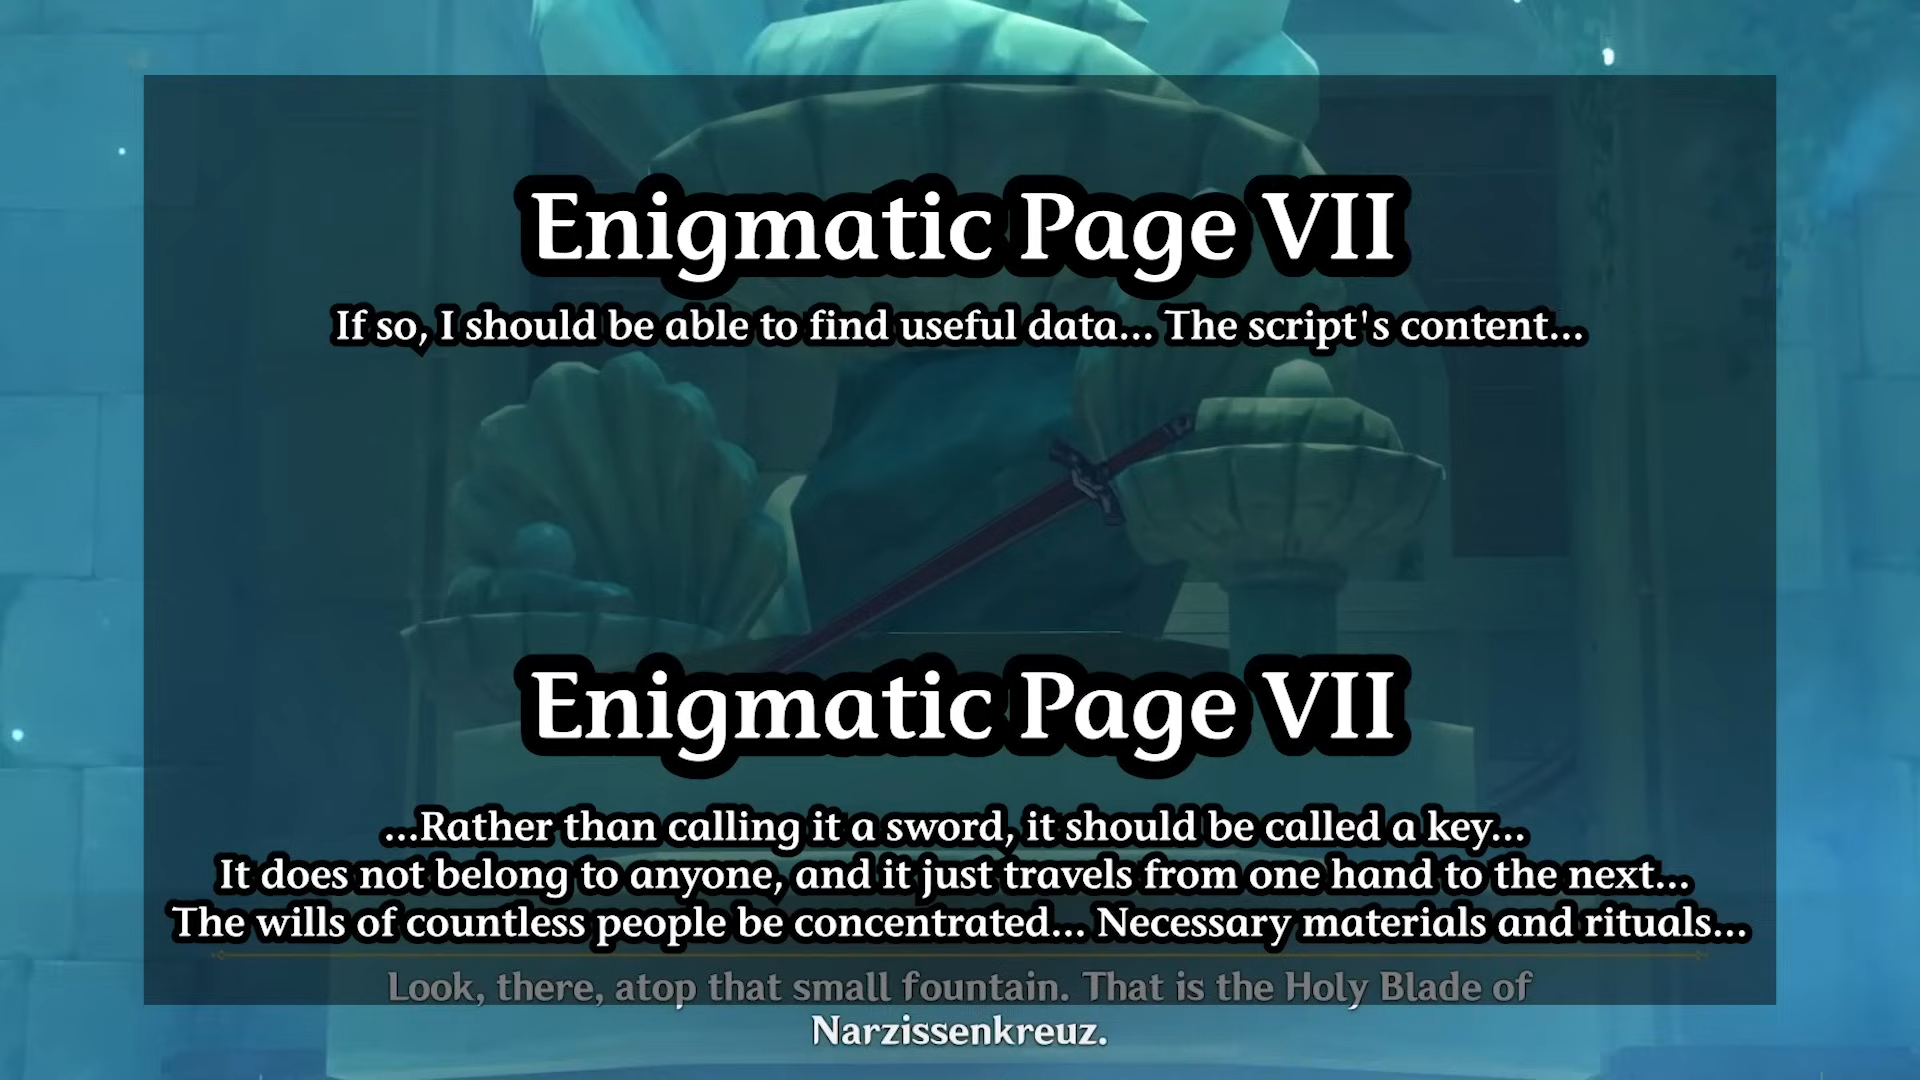 Enigmatic Page VII
If so, I should be able to find useful data... The script's content...
Enigmatic Page VII
...Rather than calling it a sword, it should be called a key...
It does not belong to anyone, and it just travels from one hand to the next...
The wills of countless people be concentrated... Necessary materials and rituals...
Look, there, atop that small fountain. That is the Holy Blade of
Narzissenkreuz.